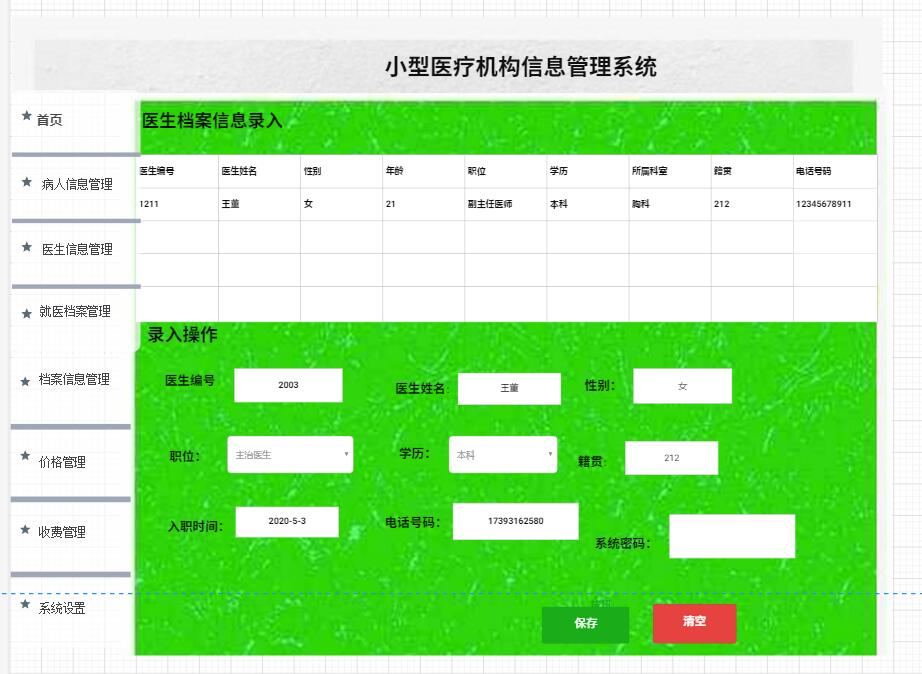 小型医疗机构信息管理系统
首页
病人信息管理
医生信息管理
就医档案管理
档案信息管理
价格管理
收费管理
系统设置
医生档案信息录入
医生编号 医生姓名 性别 年龄 职位 学历 所属科室 籍贯 电话号码
1211 王董 女 21 副主任医师 本科 胸科 212 12345678911
录入操作
医生编号 2003 医生姓名: 王董 性别: 女
职位: 主治医生 学历: 本科 籍贯: 212
入职时间: 2020-5-3 电话号码: 17393162580 系统密码:
保存 清空